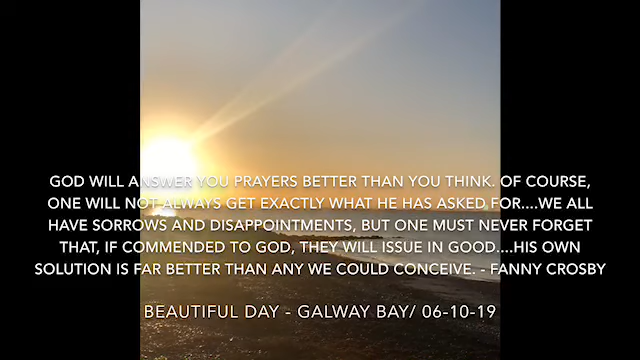 GOD WILL ANSWER YOU PRAYERS BETTER THAN YOU THINK. OF COURSE,
ONE WILL NOT ALWAYS GET EXACTLY WHAT HE HAS ASKED FOR....WE ALL
HAVE SORROWS AND DISAPPOINTMENTS, BUT ONE MUST NEVER FORGET
THAT, IF COMMENDED TO GOD, THEY WILL ISSUE IN GOOD....HIS OWN
SOLUTION IS FAR BETTER THAN ANY WE COULD CONCEIVE. - FANNY CROSBY
BEAUTIFUL DAY - GALWAY BAY/ 06-10-19